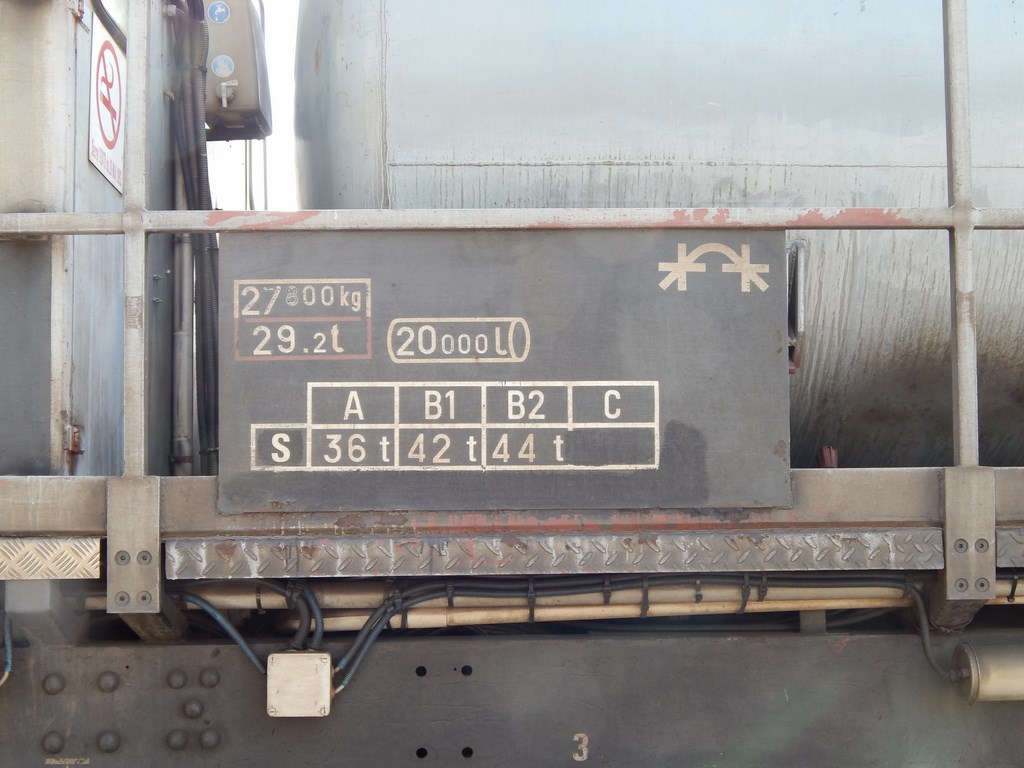 27800kg
29.2t
20000l
A B1 B2 C
S 36 t 42 t 44 t
3